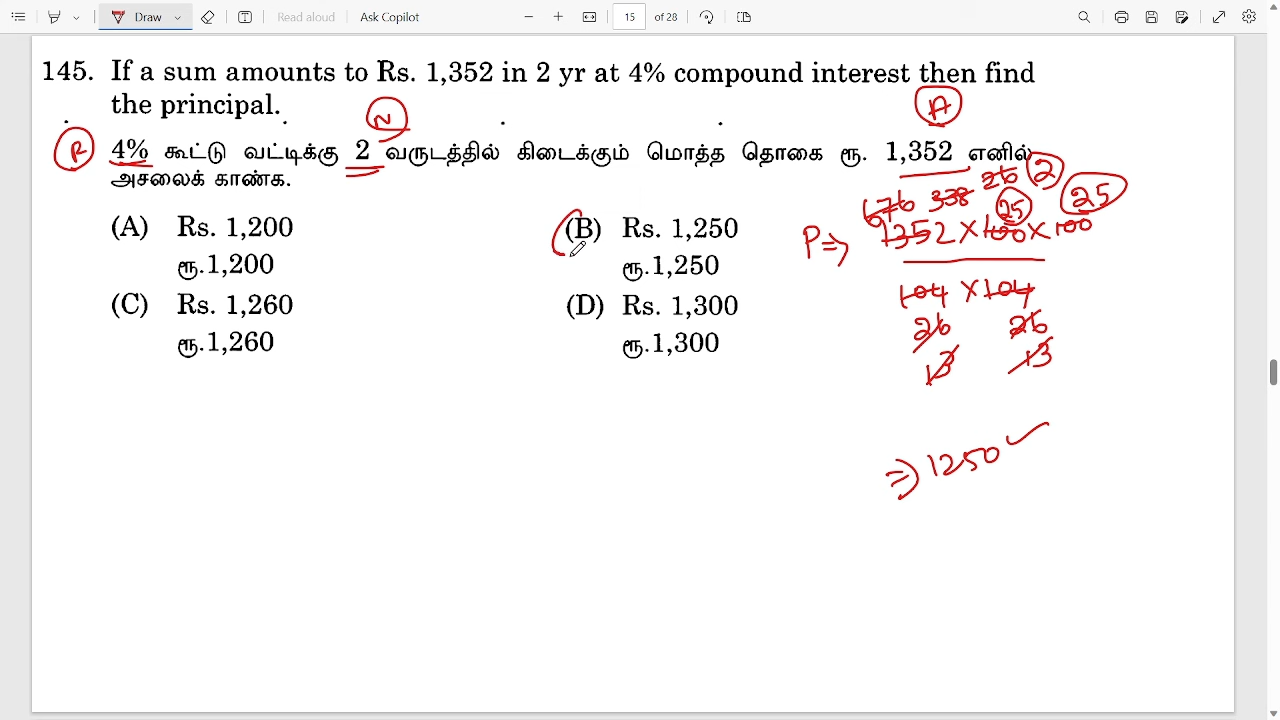 Draw
Read aloud
Ask Copilot
15
of 28
145. If a sum amounts to Rs. 1,352 in 2 yr at 4% compound interest then find
the principal.
N
A
R
4% கூட்டு வட்டிக்கு 2 வருடத்தில் கிடைக்கும் மொத்த தொகை ரூ. 1,352 எனில்
அசலைக் காண்க.
(A) Rs. 1,200
ரூ.1,200
(B) Rs. 1,250
ரூ.1,250
(C) Rs. 1,260
ரூ.1,260
(D) Rs. 1,300
ரூ.1,300
676 338 26 2
25 25
P⇒ 1352 × 100 × 100
104 × 104
26 26
13 13
⇒ 1250 ✓